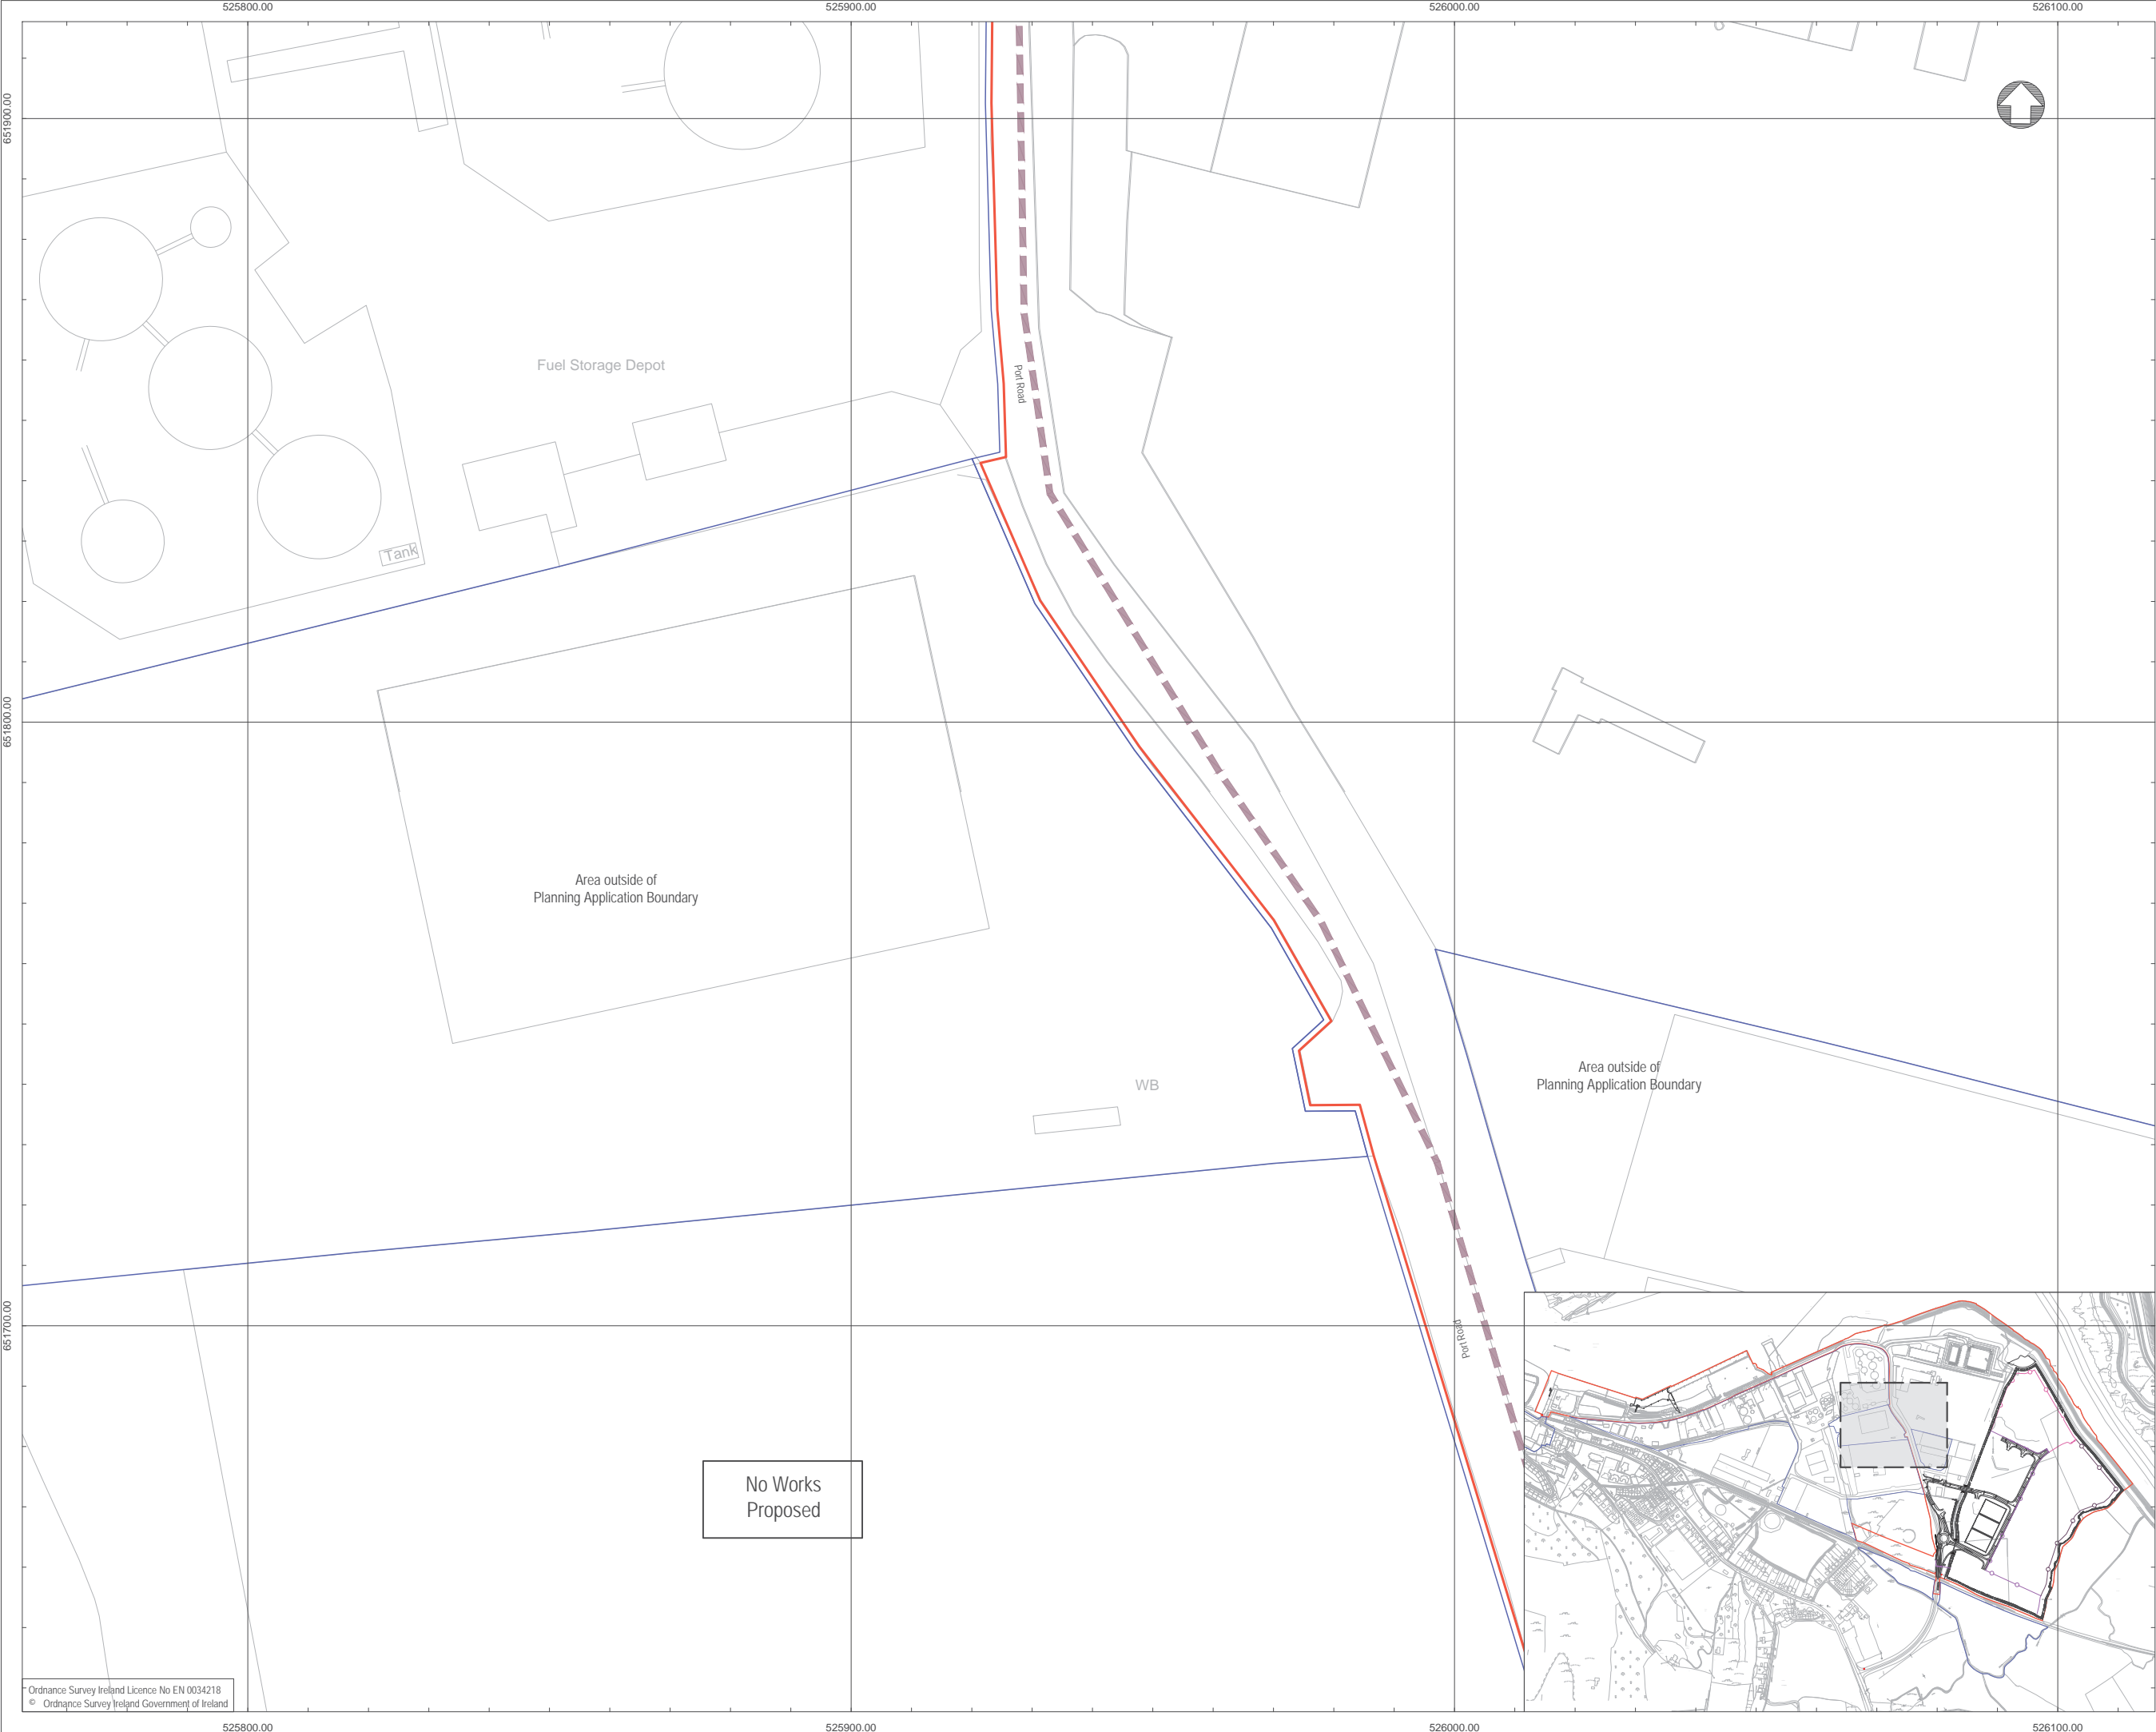 525800.00
525900.00
526000.00
526100.00
651900.00
Port Road
Fuel Storage Depot
Tank
651800.00
Area outside of
Planning Application Boundary
Area outside of
Planning Application Boundary
WB
651700.00
Port Road
No Works
Proposed
Ordnance Survey Ireland Licence No EN 0034218
© Ordnance Survey Ireland Government of Ireland
525800.00
525900.00
526000.00
526100.00